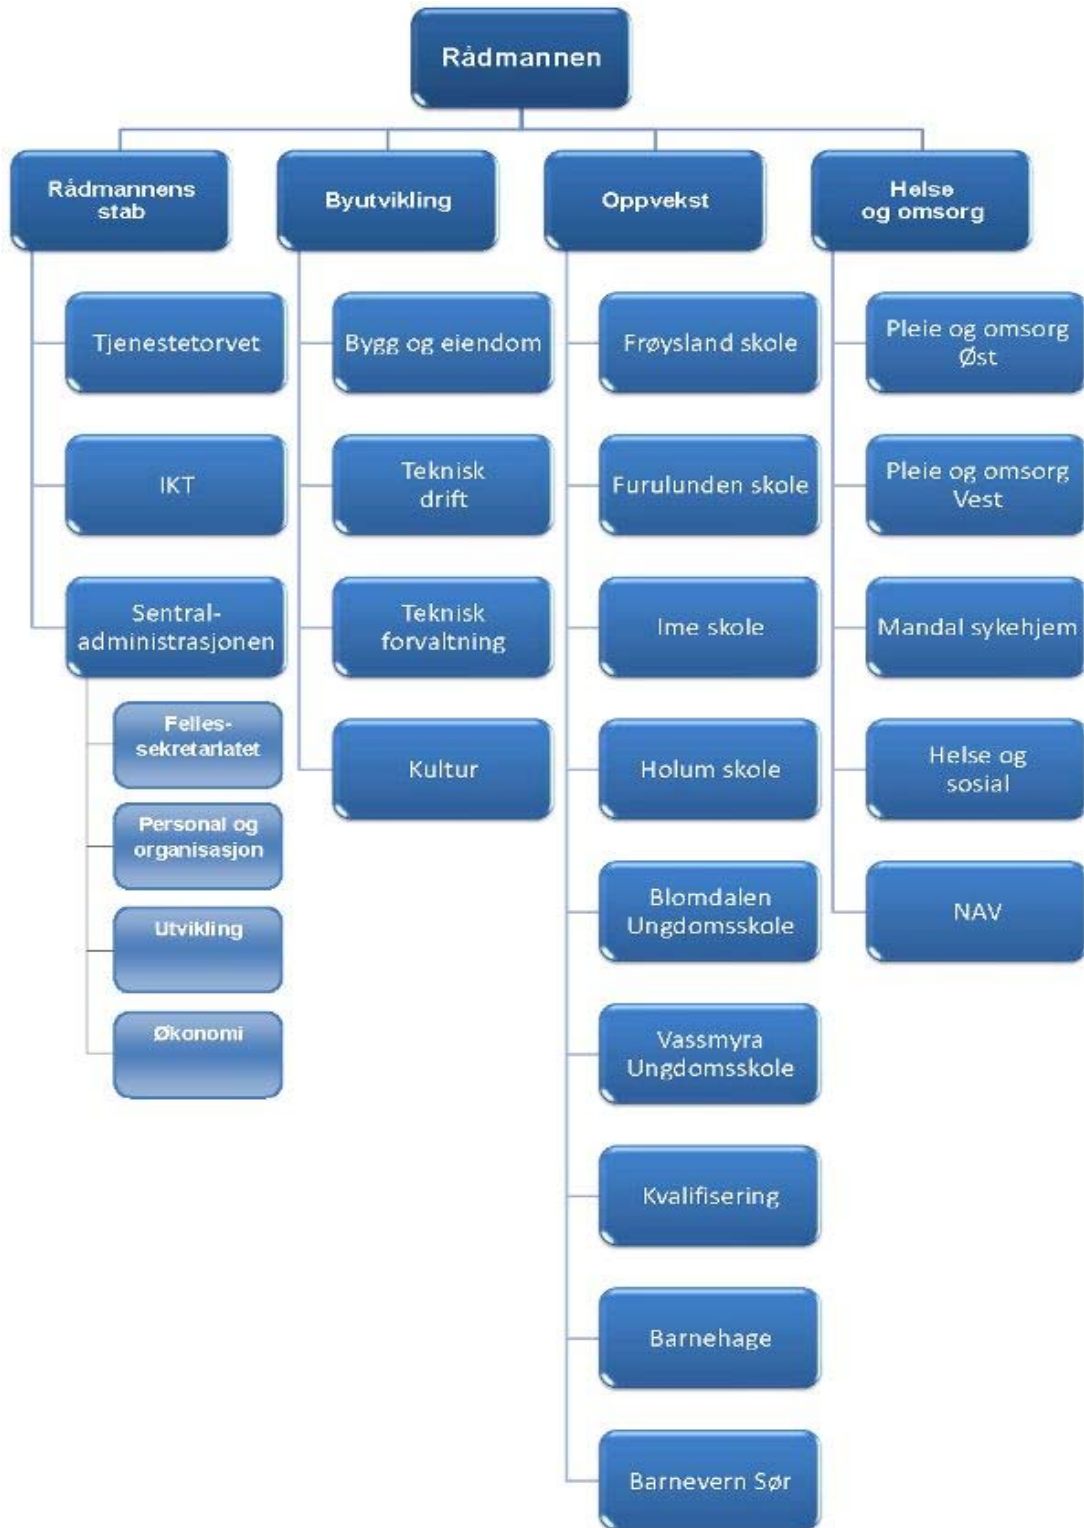 Rådmannen
Rådmannens
stab
Tjenestetorvet
IKT
Sentral-
administrasjonen
Felles-
sekretariatet
Personal og
organisasjon
Utvikling
Økonomi
Byutvikling
Bygg og eiendom
Teknisk
drift
Teknisk
forvaltning
Kultur
Oppvekst
Frøysland skole
Furulunden skole
Ime skole
Holum skole
Blomdalen
Ungdomsskole
Vassmyra
Ungdomsskole
Kvalifisering
Barnehage
Barnevern Sør
Helse
og omsorg
Pleie og omsorg
Øst
Pleie og omsorg
Vest
Mandal sykehjem
Helse og
sosial
NAV